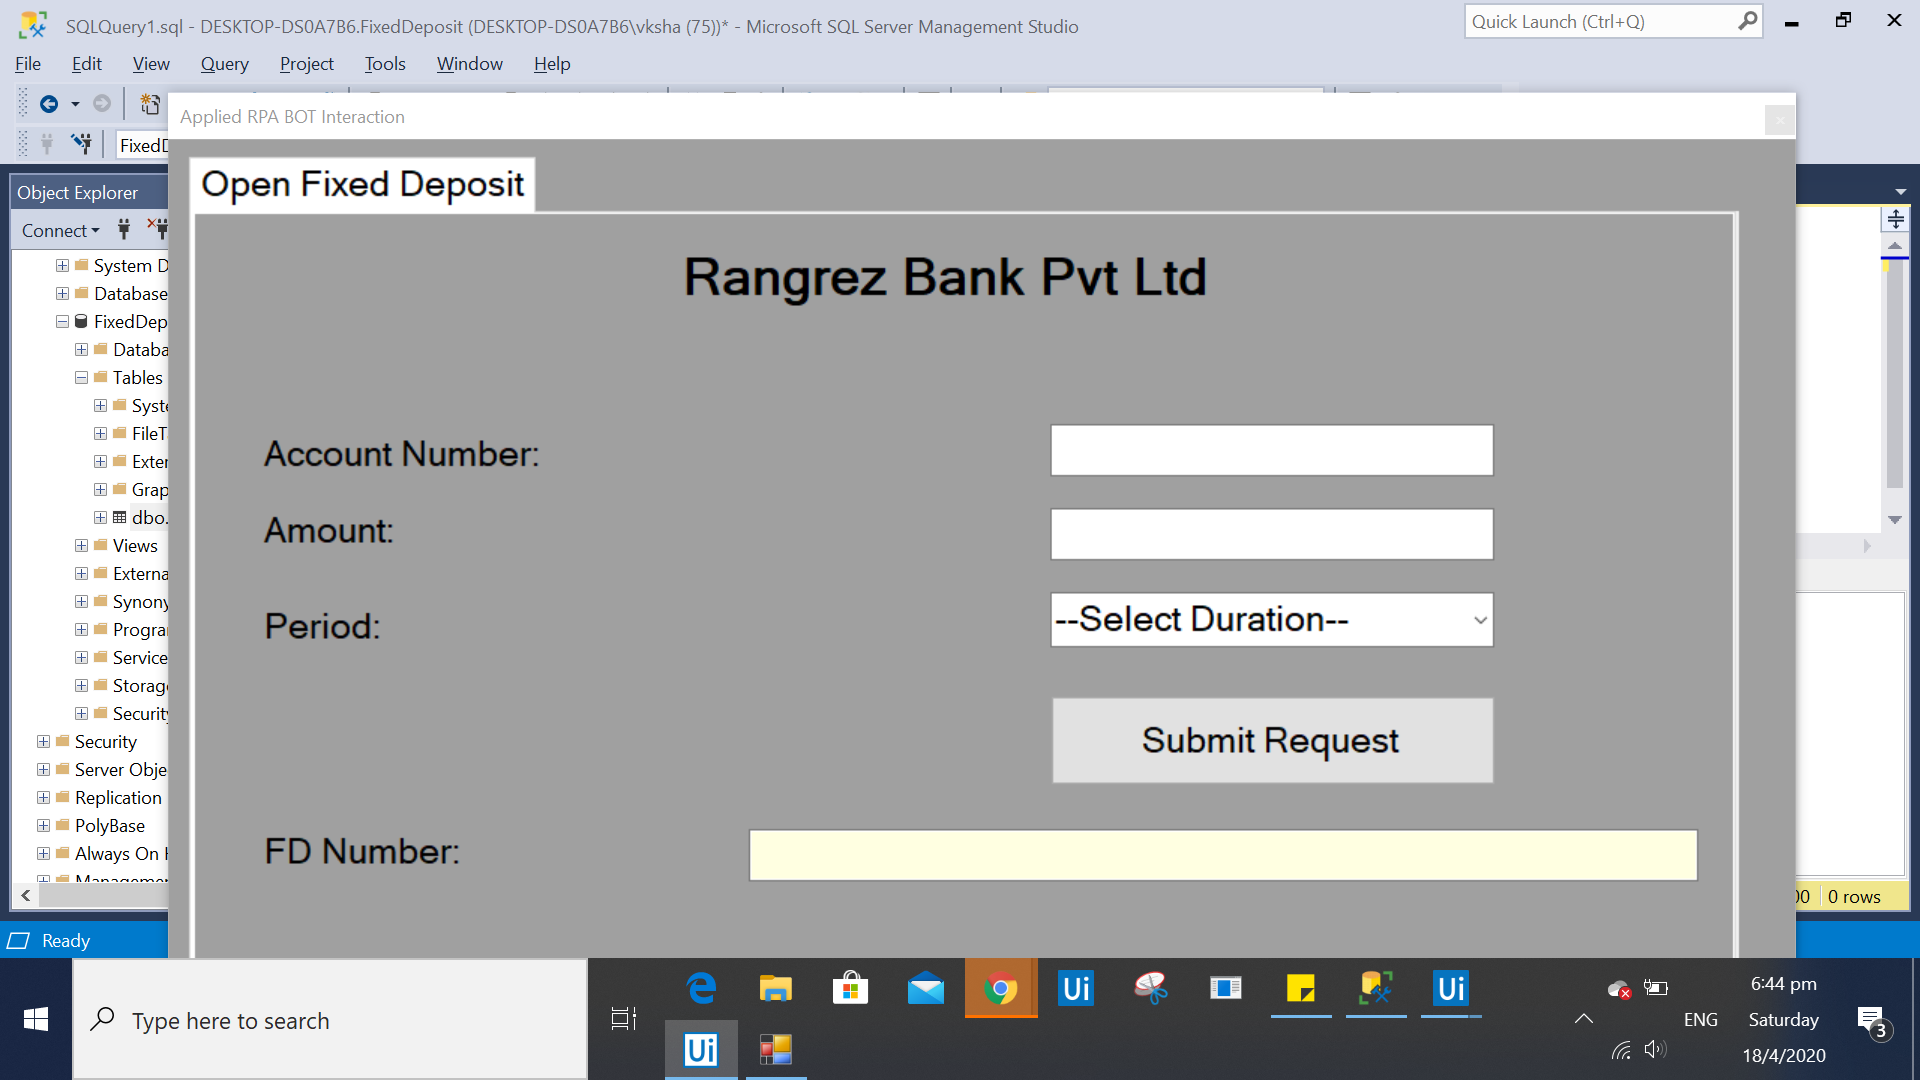 SQLQuery1.sql - DESKTOP-DS0A7B6.FixedDeposit (DESKTOP-DS0A7B6\vksha (75))* - Microsoft SQL Server Management Studio
Quick Launch (Ctrl+Q)
File Edit View Query Project Tools Window Help
Applied RPA BOT Interaction
FixedD
Object Explorer
Connect
System D
Database
FixedDep
Databa
Tables
Syste
FileT
Exter
Grap
dbo.
Views
Externa
Synony
Progra
Service
Storag
Security
Security
Server Obje
Replication
PolyBase
Always On H
Managemen
Open Fixed Deposit
Rangrez Bank Pvt Ltd
Account Number:
Amount:
Period:
--Select Duration--
Submit Request
FD Number:
00
0 rows
Ready
Type here to search
Ui
Ui
Ui
ENG
6:44 pm
Saturday
18/4/2020
3